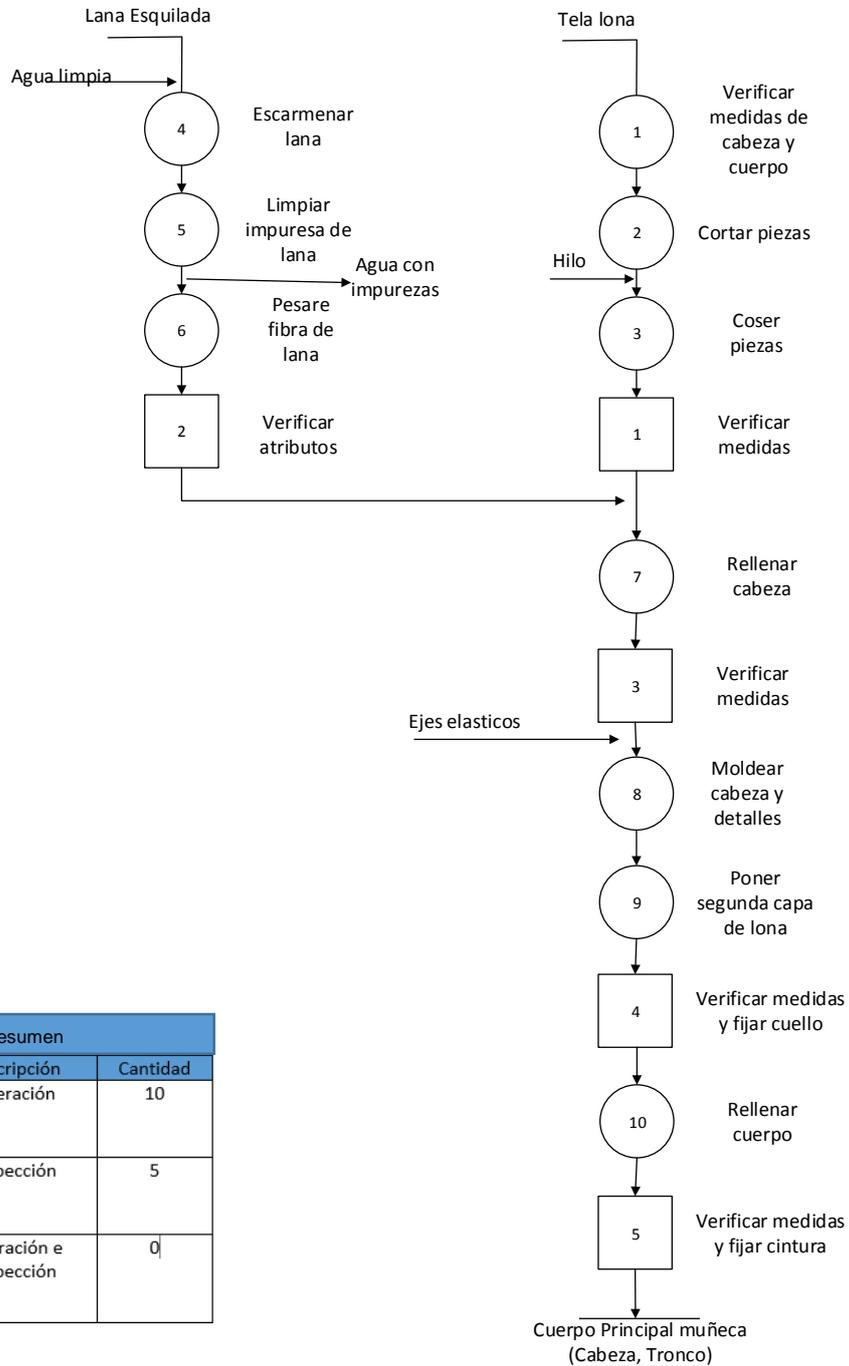 Lana Esquilada
Agua limpia
4
Escarmenar
lana
5
Limpiar
impuresa de
lana
Agua con
impurezas
6
Pesare
fibra de
lana
2
Verificar
atributos
Tela lona
1
Verificar
medidas de
cabeza y
cuerpo
2
Cortar piezas
Hilo
3
Coser
piezas
1
Verificar
medidas
7
Rellenar
cabeza
3
Verificar
medidas
Ejes elasticos
8
Moldear
cabeza y
detalles
9
Poner
segunda capa
de lona
4
Verificar medidas
y fijar cuello
10
Rellenar
cuerpo
5
Verificar medidas
y fijar cintura
Cuerpo Principal muñeca
(Cabeza, Tronco)
esumen
cripción Cantidad
eración 10
pección 5
ración e 0
pección